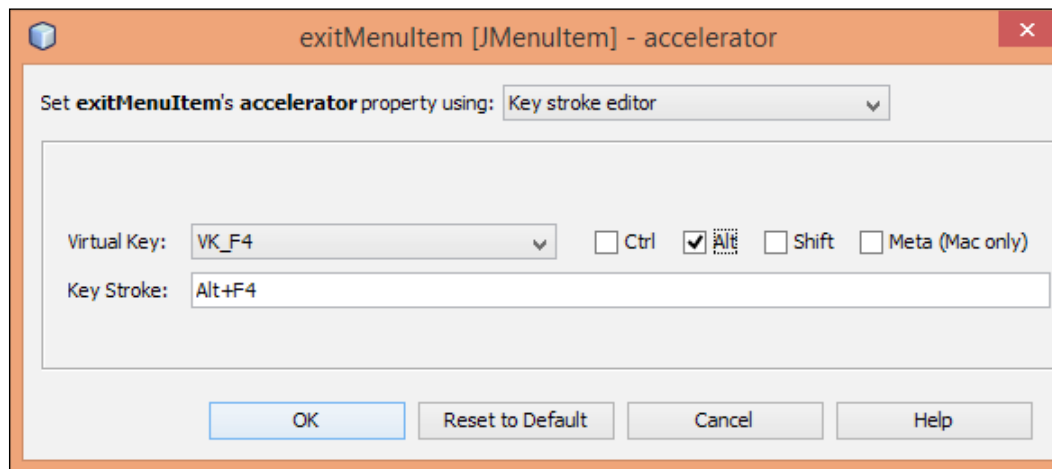 exitMenuItem [JMenuItem] - accelerator
Set exitMenuItem's accelerator property using: Key stroke editor
Virtual Key: VK_F4 Ctrl Alt Shift Meta (Mac only)
Key Stroke: Alt+F4
OK Reset to Default Cancel Help